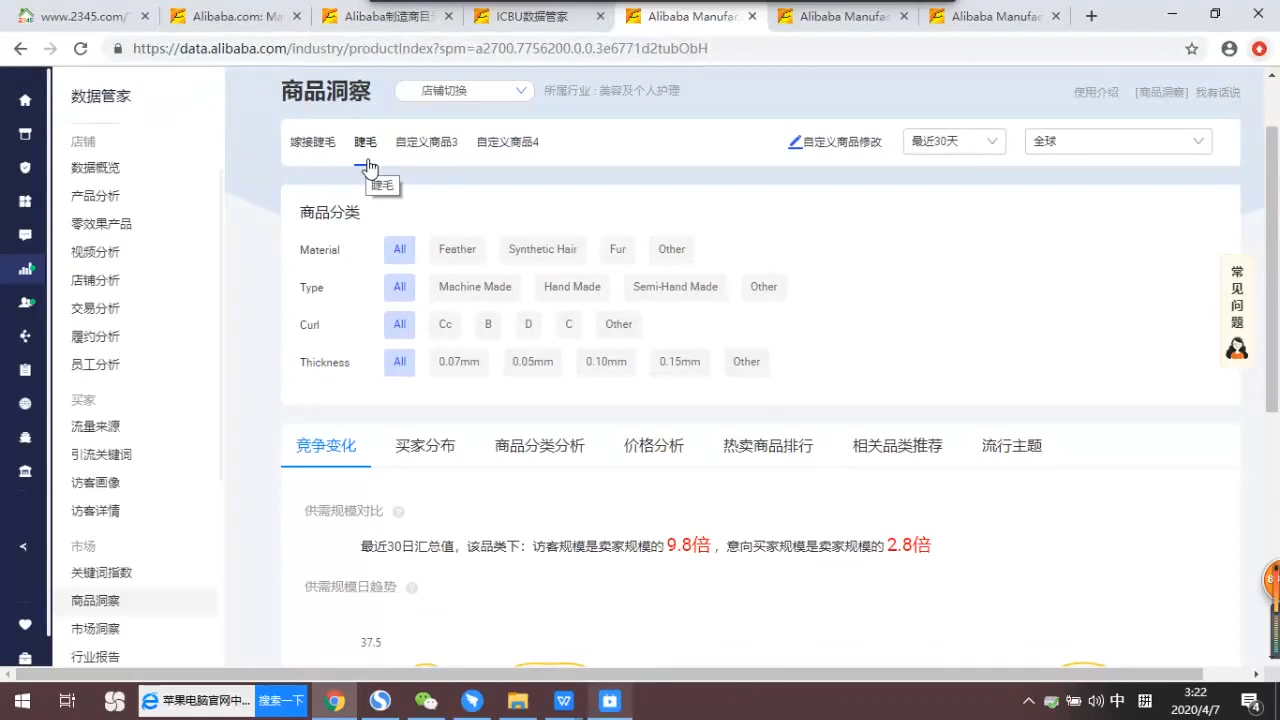 www.2345.com/
Alibaba.com: Ma
Alibaba制造商目
ICBU数据管家
Alibaba Manufac
Alibaba Manufac
Alibaba Manufac
https://data.alibaba.com/industry/productIndex?spm=a2700.7756200.0.0.3e6771d2tubObH
数据管家
店铺
数据概览
产品分析
零效果产品
视频分析
店铺分析
交易分析
履约分析
员工分析
买家
流量来源
引流关键词
访客画像
访客详情
市场
关键词指数
商品洞察
市场洞察
行业报告
商品洞察 店铺切换 所属行业 : 美容及个人护理 使用介绍 [商品洞察] 我有话说
嫁接睫毛 睫毛 自定义商品3 自定义商品4 自定义商品修改 最近30天 全球
睫毛
商品分类
Material All Feather Synthetic Hair Fur Other
Type All Machine Made Hand Made Semi-Hand Made Other
Curl All Cc B D C Other
Thickness All 0.07mm 0.05mm 0.10mm 0.15mm Other
竞争变化 买家分布 商品分类分析 价格分析 热卖商品排行 相关品类推荐 流行主题
供需规模对比 ?
最近30日汇总值，该品类下：访客规模是卖家规模的 9.8倍 ，意向买家规模是卖家规模的 2.8倍
供需规模日趋势 ?
37.5
常见问题
苹果电脑官网中... 搜索一下
中
3:22
2020/4/7
4